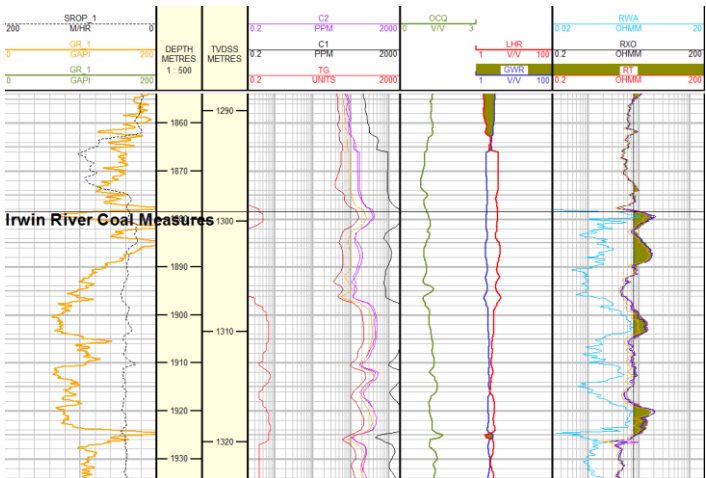 SROP_1
200 M/HR 0
GR_1
0 GAPI 200
GR_1
0 GAPI 200
DEPTH
METRES
1 : 500
TVDSS
METRES
C2
0.2 PPM 2000
C1
0.2 PPM 2000
TG
0.2 UNITS 2000
OCQ
0 V/V 3
LHR
1 V/V 100
GWR
1 V/V 100
RWA
0.02 OHMM 20
RXO
0.2 OHMM 200
RT
0.2 OHMM 200
1860
1870
Irwin River Coal Measures
1880
1890
1900
1910
1920
1930
1290
1300
1310
1320